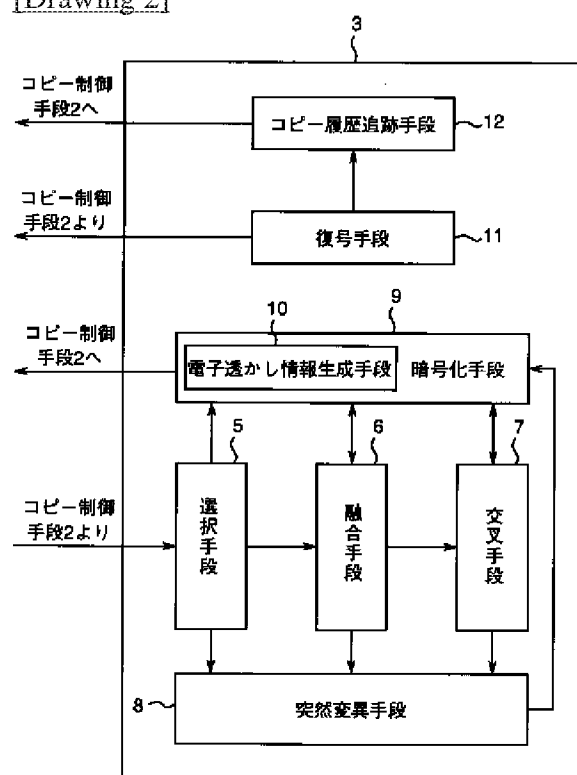 [Drawing 2]
3
コピー制御
手段2へ
コピー履歴追跡手段
12
コピー制御
手段2より
復号手段
11
10
9
コピー制御
手段2へ
電子透かし情報生成手段
暗号化手段
5
6
7
コピー制御
手段2より
選択手段
融合手段
交叉手段
8
突然変異手段